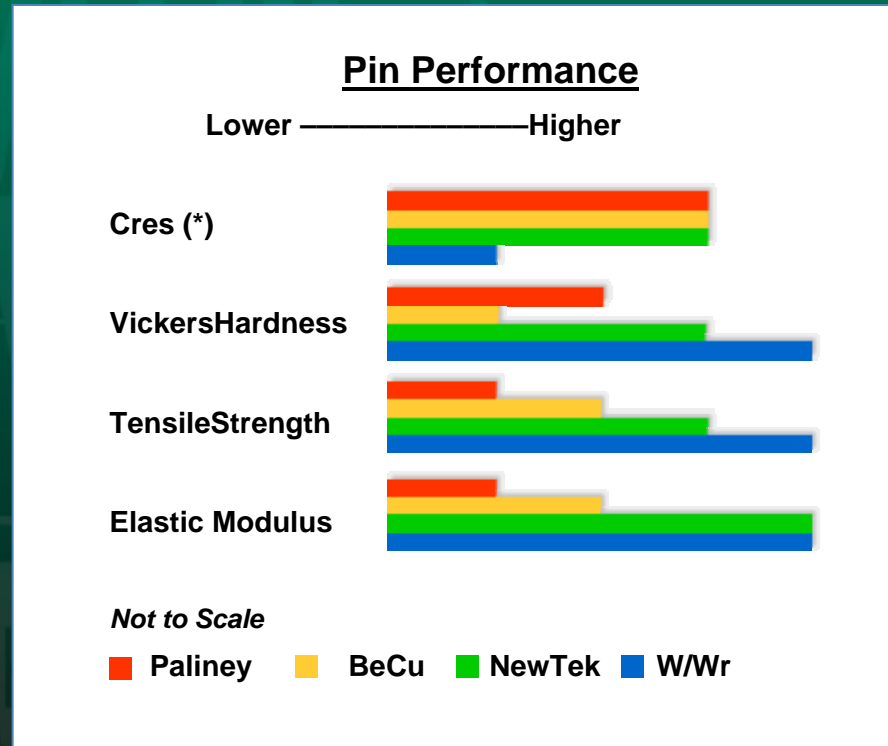 Pin Performance
Lower ––––––––––––––Higher
Cres (*)
VickersHardness
TensileStrength
Elastic Modulus
Not to Scale
Paliney BeCu NewTek W/Wr